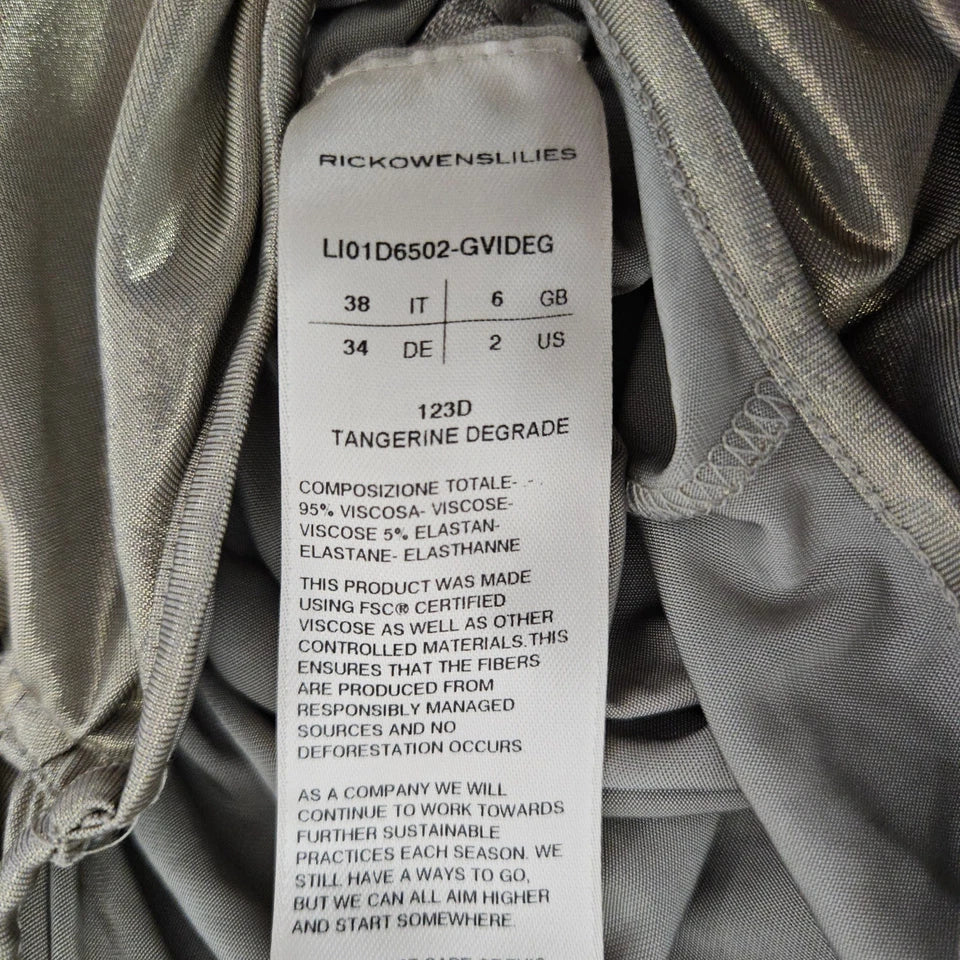 RICKOWENSLILIES
LI01D6502-GVIDEG
38 IT 6 GB
34 DE 2 US
123D
TANGERINE DEGRADE
COMPOSIZIONE TOTALE-
95% VISCOSA- VISCOSE-
VISCOSE 5% ELASTAN-
ELASTANE- ELASTHANNE
THIS PRODUCT WAS MADE
USING FSC® CERTIFIED
VISCOSE AS WELL AS OTHER
CONTROLLED MATERIALS.THIS
ENSURES THAT THE FIBERS
ARE PRODUCED FROM
RESPONSIBLY MANAGED
SOURCES AND NO
DEFORESTATION OCCURS
AS A COMPANY WE WILL
CONTINUE TO WORK TOWARDS
FURTHER SUSTAINABLE
PRACTICES EACH SEASON. WE
STILL HAVE A WAYS TO GO,
BUT WE CAN ALL AIM HIGHER
AND START SOMEWHERE.